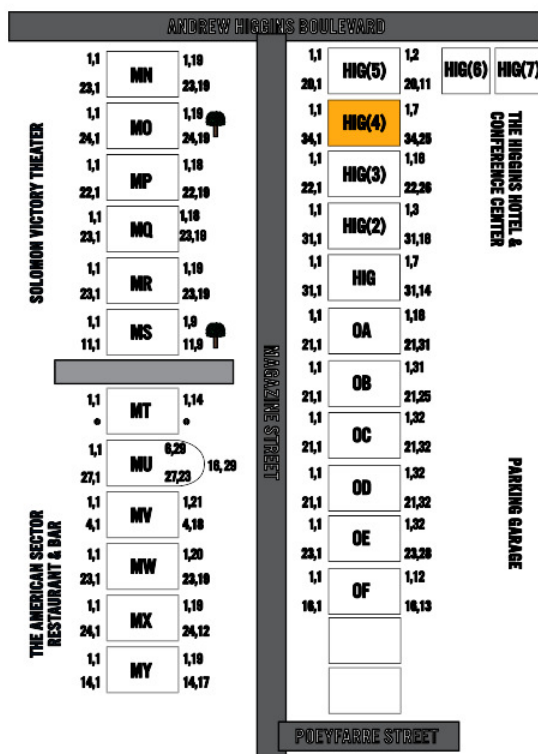 ANDREW HIGGINS BOULEVARD
1,1 MN 1,19
23,1 23,19
1,1 MO 1,19
24,1 24,19
1,1 MP 1,18
22,1 22,19
1,1 MQ 1,18
23,1 23,19
1,1 MR 1,19
23,1 23,19
1,1 MS 1,9
11,1 11,9
SOLOMON VICTORY THEATER
1,1 MT 1,14
1,1 MU 6,29
27,1 27,23 18,29
1,1 MV 1,21
4,1 4,18
1,1 MW 1,20
23,1 23,19
1,1 MX 1,19
24,1 24,12
1,1 MY 1,19
14,1 14,17
THE AMERICAN SECTOR
RESTAURANT & BAR
MAGAZINE STREET
1,1 HIG(5) 1,2 HIG(6) HIG(7)
20,1 20,11
1,1 HIG(4) 1,7
34,1 34,25
1,1 HIG(3) 1,16
22,1 22,26
1,1 HIG(2) 1,3
31,1 31,16
1,1 HIG 1,7
31,1 31,14
1,1 OA 1,16
21,1 21,31
1,1 OB 1,31
21,1 21,25
1,1 OC 1,32
21,1 21,32
1,1 OD 1,32
21,1 21,32
1,1 OE 1,32
23,1 23,28
1,1 OF 1,12
16,1 16,13
THE HIGGINS HOTEL &
CONFERENCE CENTER
PARKING GARAGE
POEYFARRE STREET